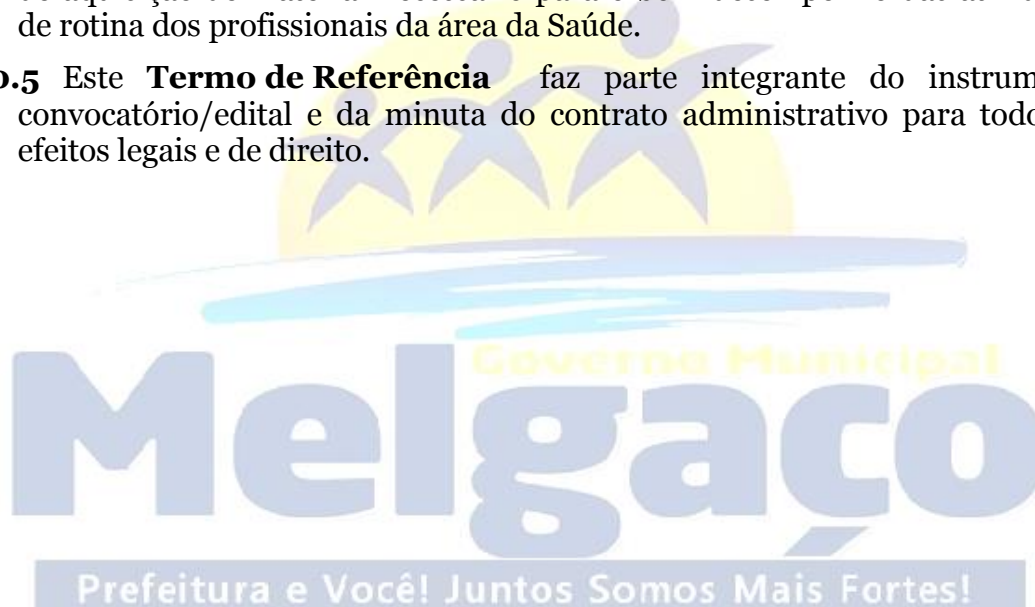 de rotina dos profissionais da área da Saúde.
0.5 Este Termo de Referência faz parte integrante do instrum
convocatório/edital e da minuta do contrato administrativo para todo
efeitos legais e de direito.
Governo Municipal
Melgaço
Prefeitura e Você! Juntos Somos Mais Fortes!